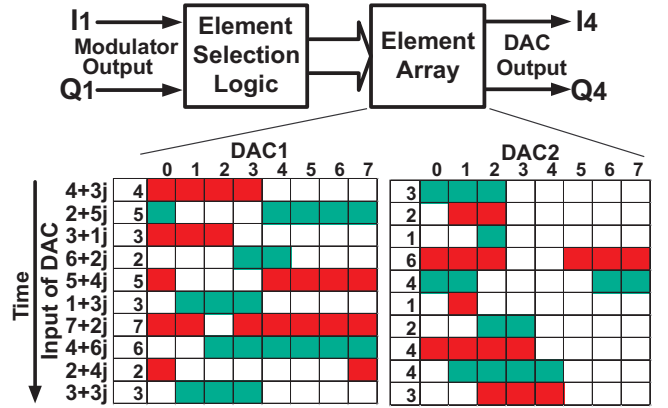 I1
Modulator
Output
Q1
Element
Selection
Logic
Element
Array
I4
DAC
Output
Q4
DAC1
0 1 2 3 4 5 6 7
DAC2
0 1 2 3 4 5 6 7
Time
Input of DAC
4+3j 4 3
2+5j 5 2
3+1j 3 1
6+2j 2 6
5+4j 5 4
1+3j 3 1
7+2j 7 2
4+6j 6 4
2+4j 2 4
3+3j 3 3